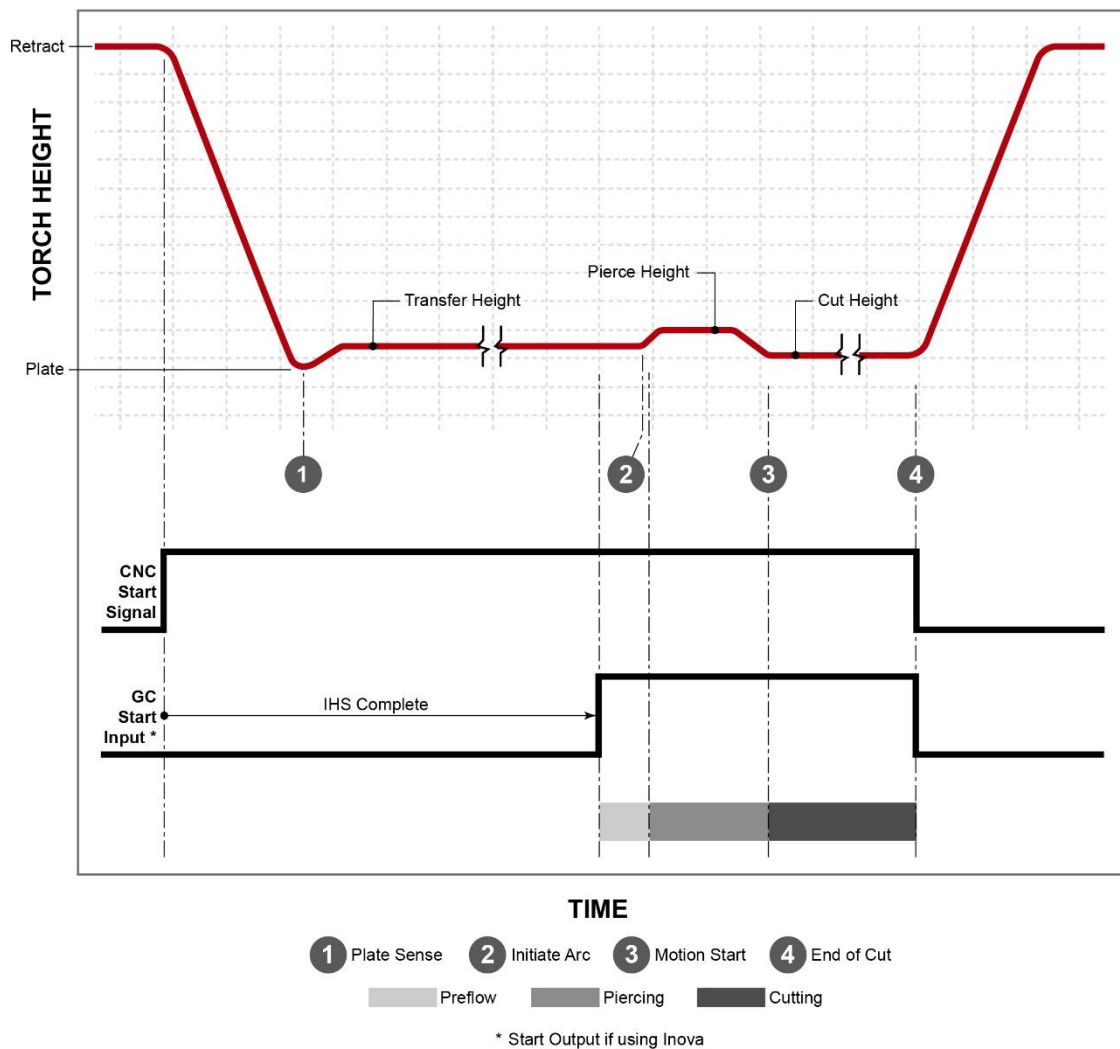 Retract
TORCH HEIGHT
Pierce Height
Transfer Height
Cut Height
Plate
1
2
3
4
CNC
Start
Signal
GC
Start
Input *
IHS Complete
TIME
1 Plate Sense
2 Initiate Arc
3 Motion Start
4 End of Cut
Preflow
Piercing
Cutting
* Start Output if using Inova